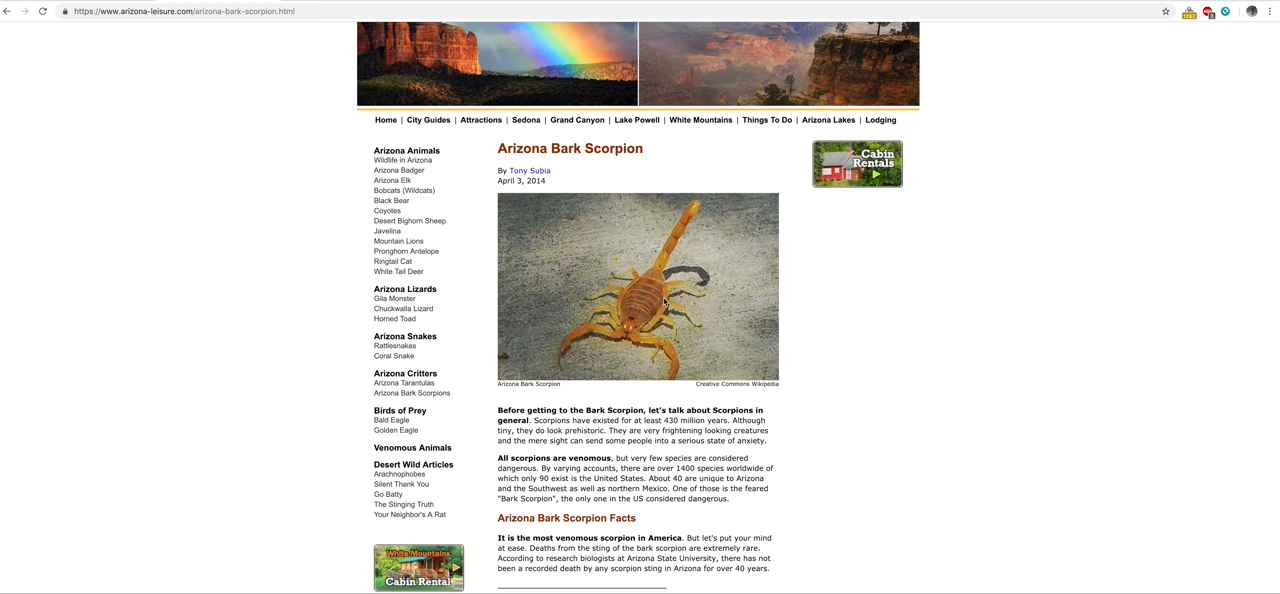 https://www.arizona-leisure.com/arizona-bark-scorpion.html
Home | City Guides | Attractions | Sedona | Grand Canyon | Lake Powell | White Mountains | Things To Do | Arizona Lakes | Lodging
Arizona Animals
Wildlife in Arizona
Arizona Badger
Arizona Elk
Bobcats (Wildcats)
Black Bear
Coyotes
Desert Bighorn Sheep
Javelina
Mountain Lions
Pronghorn Antelope
Ringtail Cat
White Tail Deer
Arizona Lizards
Gila Monster
Chuckwalla Lizard
Horned Toad
Arizona Snakes
Rattlesnakes
Coral Snake
Arizona Critters
Arizona Tarantulas
Arizona Bark Scorpions
Birds of Prey
Bald Eagle
Golden Eagle
Venomous Animals
Desert Wild Articles
Arachnophobes
Silent Thank You
Go Batty
The Stinging Truth
Your Neighbor's A Rat
White Mountains
Cabin Rental
Arizona Bark Scorpion
By Tony Subia
April 3, 2014
Arizona Bark Scorpion
Creative Commons Wikipedia
Before getting to the Bark Scorpion, let's talk about Scorpions in
general. Scorpions have existed for at least 430 million years. Although
tiny, they do look prehistoric. They are very frightening looking creatures
and the mere sight can send some people into a serious state of anxiety.
All scorpions are venomous, but very few species are considered
dangerous. By varying accounts, there are over 1400 species worldwide of
which only 90 exist is the United States. About 40 are unique to Arizona
and the Southwest as well as northern Mexico. One of those is the feared
"Bark Scorpion", the only one in the US considered dangerous.
Arizona Bark Scorpion Facts
It is the most venomous scorpion in America. But let's put your mind
at ease. Deaths from the sting of the bark scorpion are extremely rare.
According to research biologists at Arizona State University, there has not
been a recorded death by any scorpion sting in Arizona for over 40 years.
Cabin
Rentals